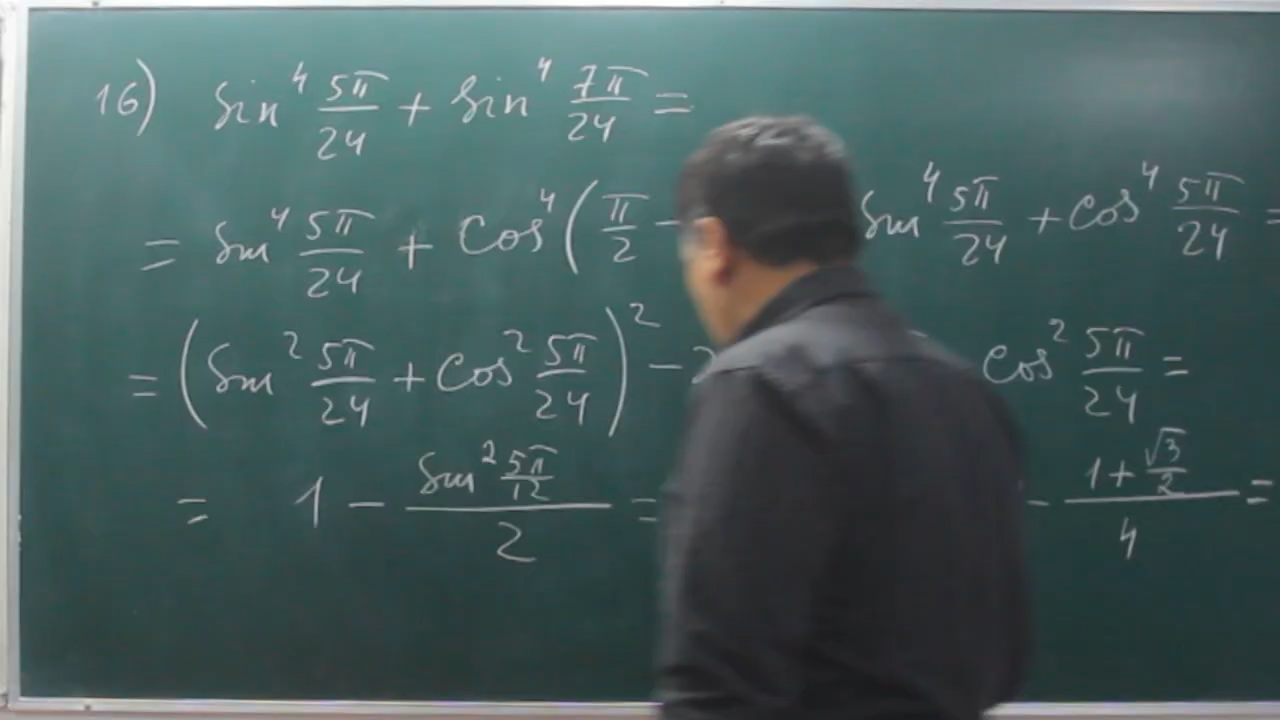 16) sin⁴ 5π/24 + sin⁴ 7π/24 =
= sin⁴ 5π/24 + cos⁴ (π/2 - sin⁴ 5π/24 + cos⁴ 5π/24 =
= (sin² 5π/24 + cos² 5π/24)² - 2 cos² 5π/24 =
= 1 - (sin² 5π/12)/2 = - (1 + √3/2)/4 =